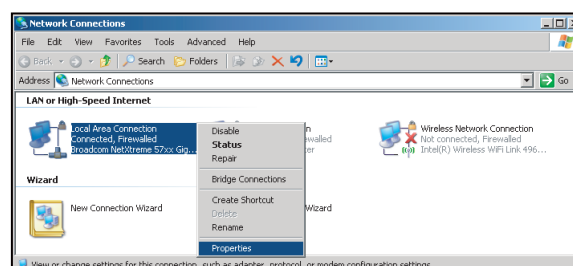 Network Connections
File Edit View Favorites Tools Advanced Help
Back Search Folders
Address Network Connections Go
LAN or High-Speed Internet
Local Area Connection
Connected, Firewalled
Broadcom NetXtreme 57xx Gig...
Wireless Network Connection
Not connected, Firewalled
Intel(R) Wireless WiFi Link 496...
Disable
Status
Repair
Bridge Connections
Create Shortcut
Delete
Rename
Properties
Wizard
New Connection Wizard
Wizard
View or change settings for this connection, such as adapter, protocol, or modem configuration settings.